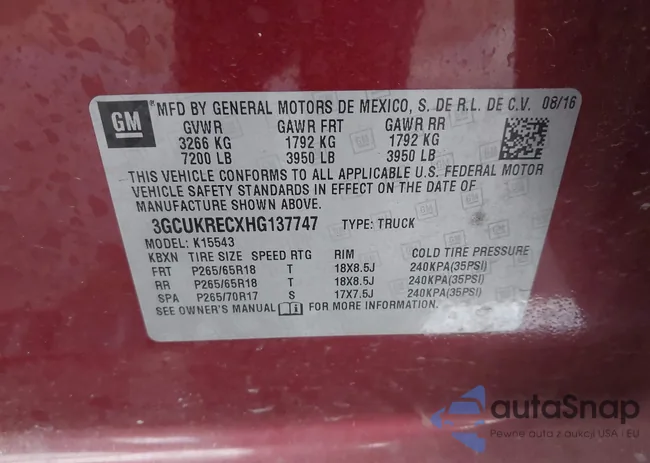 GM
*MFD BY GENERAL MOTORS DE MEXICO, S. DE R.L. DE C.V. 08/16
GVWR GAWR FRT GAWR RR
3266 KG 1792 KG 1792 KG
7200 LB 3950 LB 3950 LB
THIS VEHICLE CONFORMS TO ALL APPLICABLE U.S. FEDERAL MOTOR
VEHICLE SAFETY STANDARDS IN EFFECT ON THE DATE OF
MANUFACTURE SHOWN ABOVE.
3GCUKRECXHG137747 TYPE: TRUCK
MODEL: K15543
KBXN TIRE SIZE SPEED RTG RIM COLD TIRE PRESSURE
FRT P265/65R18 T 18X8.5J 240KPA(35PSI)
RR P265/65R18 T 18X8.5J 240KPA(35PSI)
SPA P265/70R17 S 17X7.5J 240KPA(35PSI)
SEE OWNER'S MANUAL FOR MORE INFORMATION.
autaSnap
Pewne auta z aukcji USA i EU